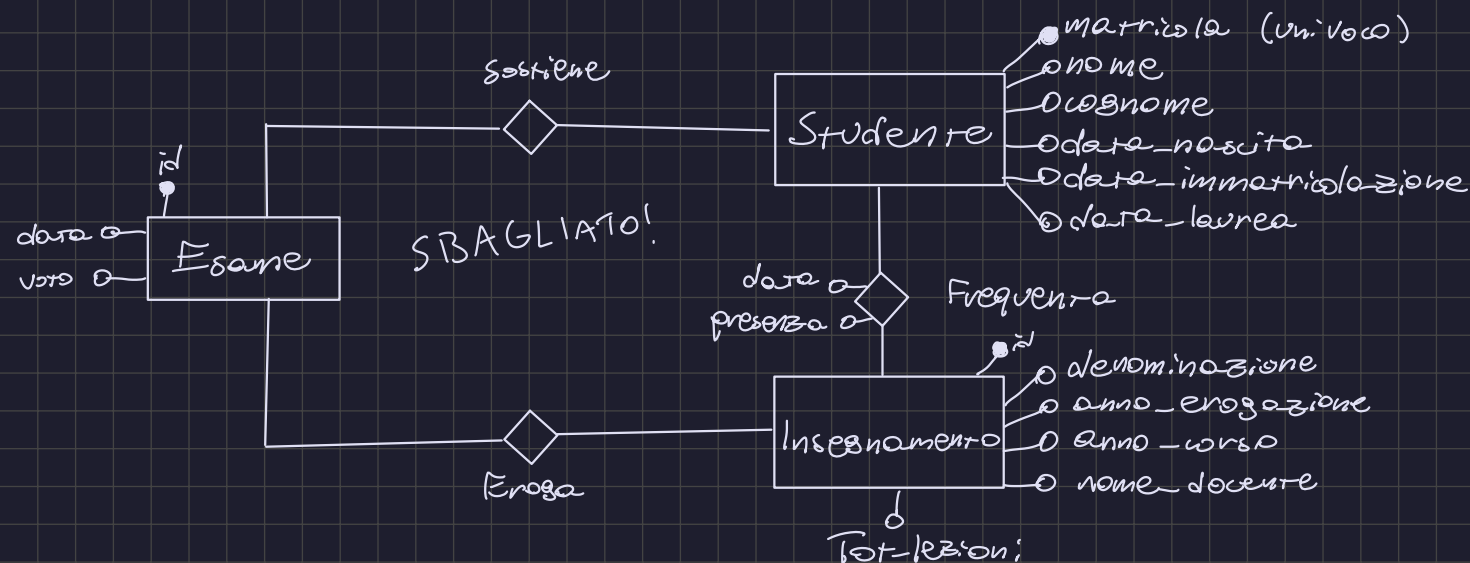 sostiene
matricola (univoco)
nome
cognome
data_nascita
data_immatricolazione
data_laurea
Studente
id
data
voto
Esame
SBAGLIATO!
data
presenza
Frequenta
id
denominazione
anno_erogazione
anno_corso
nome_docente
Insegnamento
Eroga
Tot_lezioni